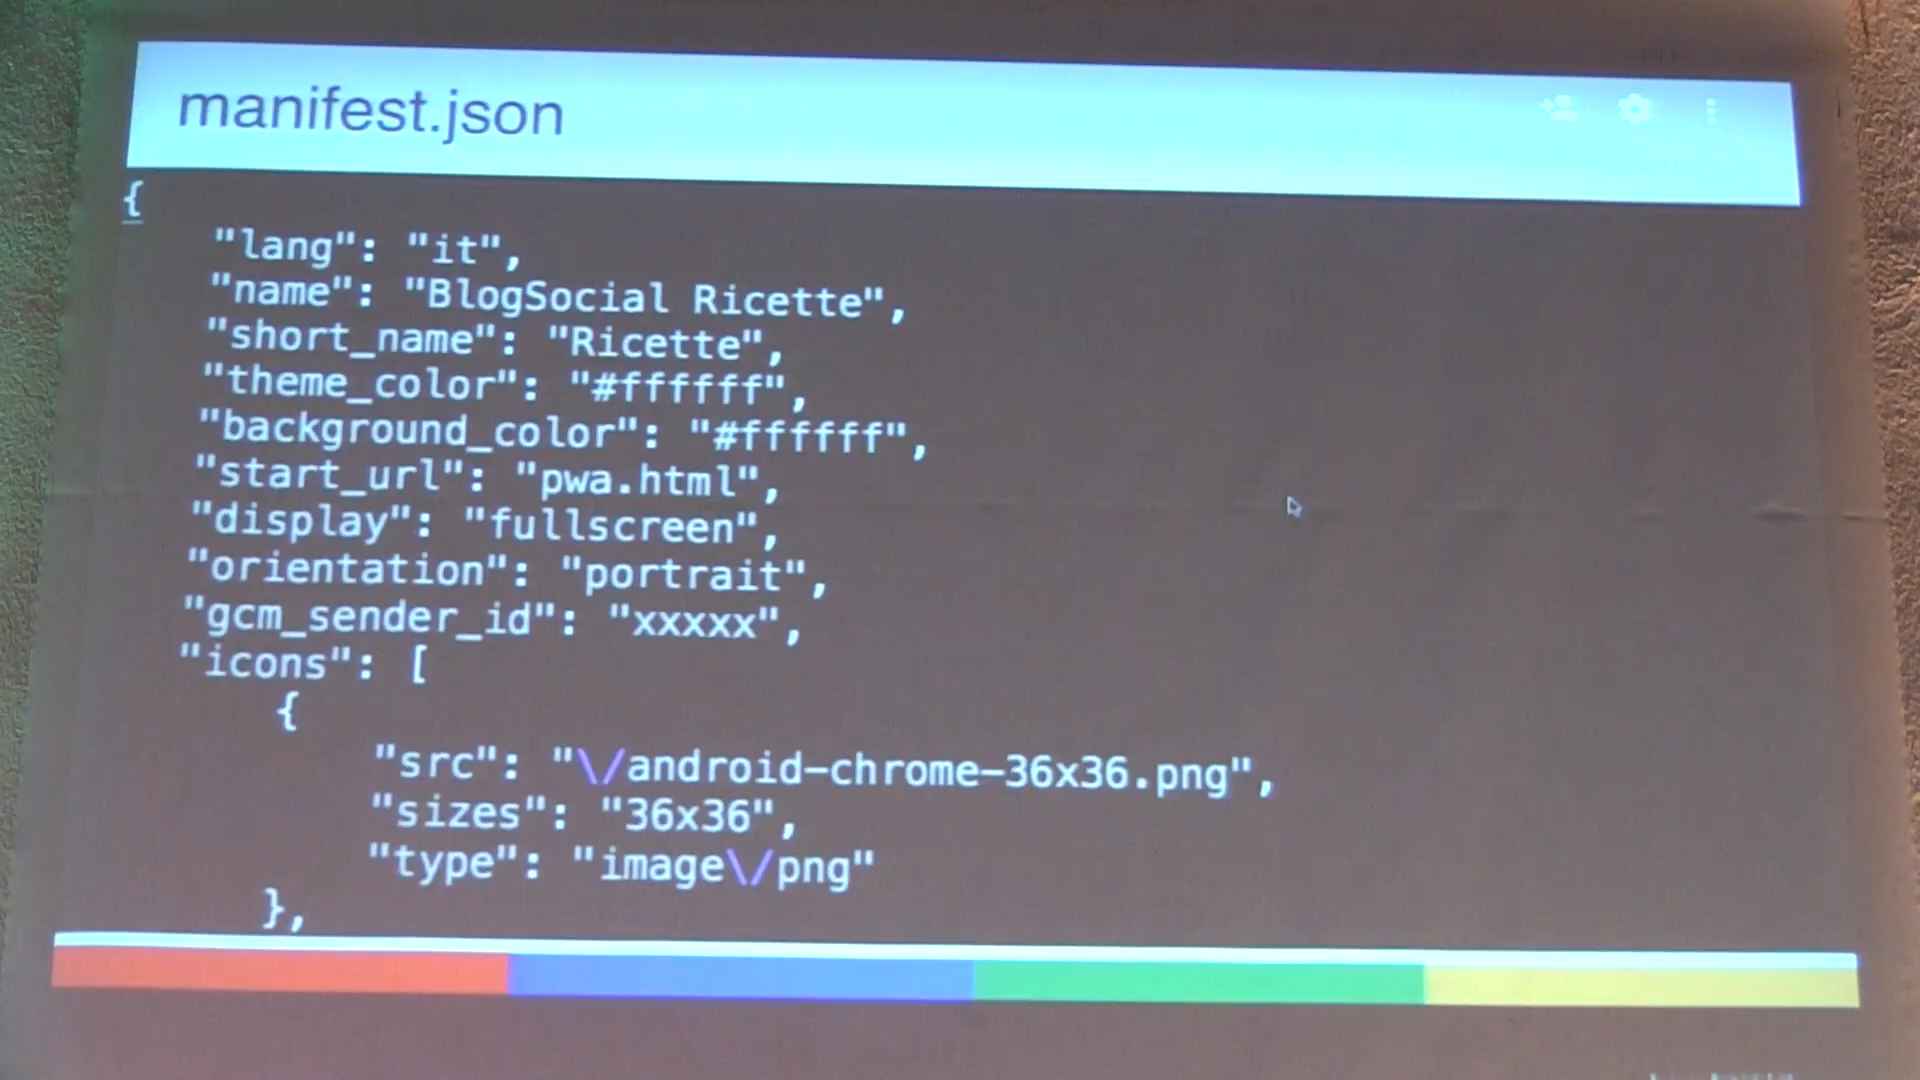 manifest.json
{
"lang": "it",
"name": "BlogSocial Ricette",
"short_name": "Ricette",
"theme_color": "#ffffff",
"background_color": "#ffffff",
"start_url": "pwa.html",
"display": "fullscreen",
"orientation": "portrait",
"gcm_sender_id": "xxxxx",
"icons": [
{
"src": "\/android-chrome-36x36.png",
"sizes": "36x36",
"type": "image\/png"
},